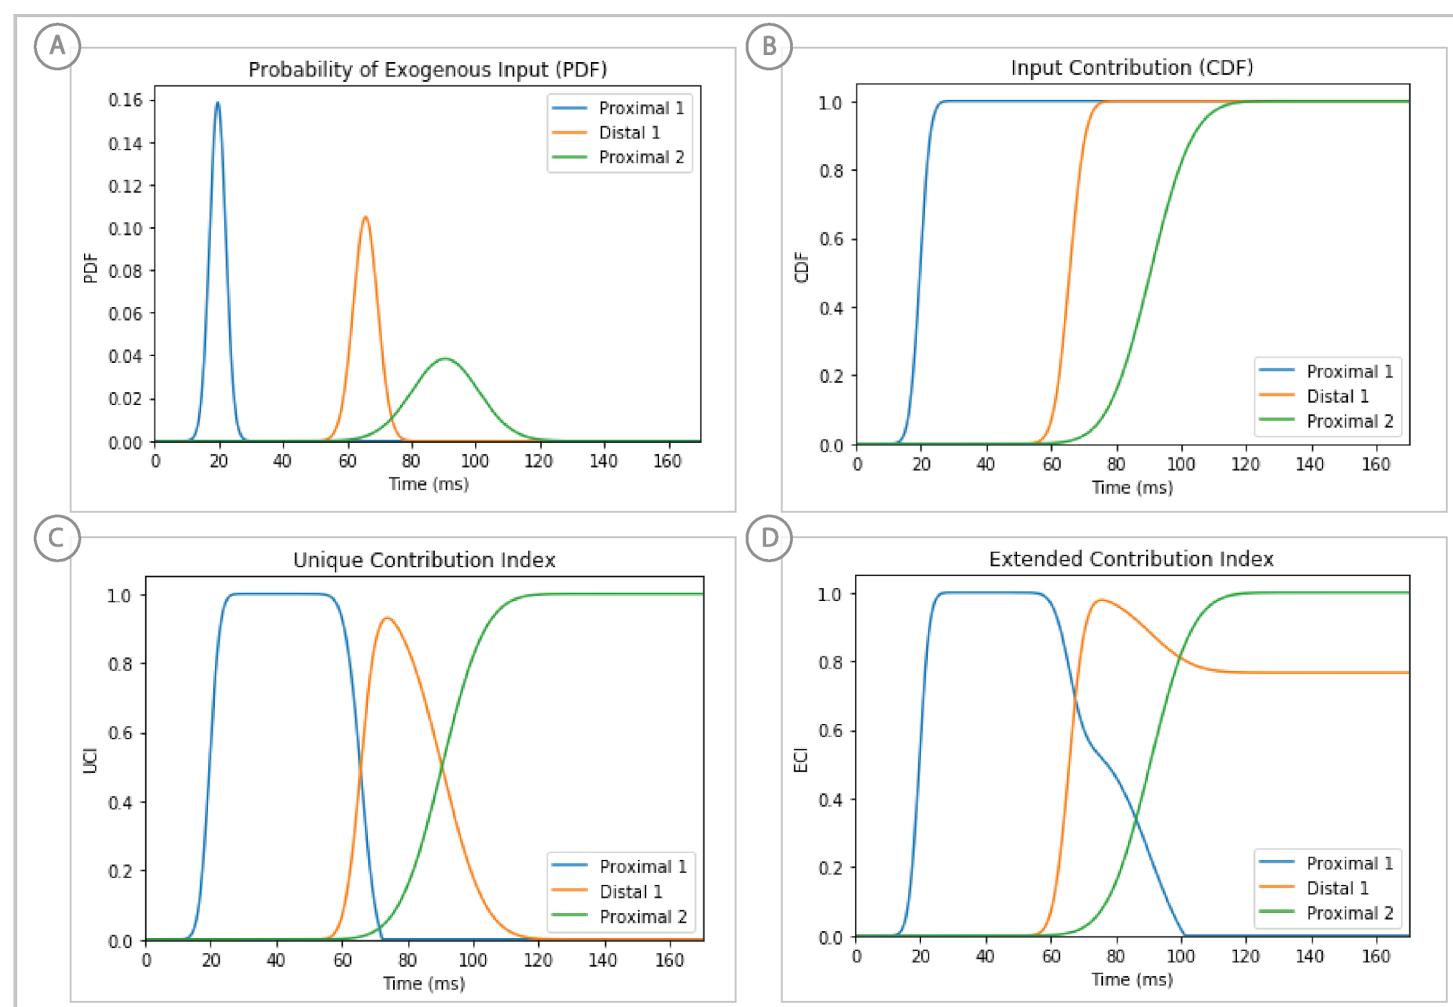 A
Probability of Exogenous Input (PDF)
PDF
0.16
0.14
0.12
0.10
0.08
0.06
0.04
0.02
0.00
Proximal 1
Distal 1
Proximal 2
0 20 40 60 80 100 120 140 160
Time (ms)
B
Input Contribution (CDF)
CDF
1.0
0.8
0.6
0.4
0.2
0.0
Proximal 1
Distal 1
Proximal 2
0 20 40 60 80 100 120 140 160
Time (ms)
C
Unique Contribution Index
UCI
1.0
0.8
0.6
0.4
0.2
0.0
Proximal 1
Distal 1
Proximal 2
0 20 40 60 80 100 120 140 160
Time (ms)
D
Extended Contribution Index
ECI
1.0
0.8
0.6
0.4
0.2
0.0
Proximal 1
Distal 1
Proximal 2
0 20 40 60 80 100 120 140 160
Time (ms)